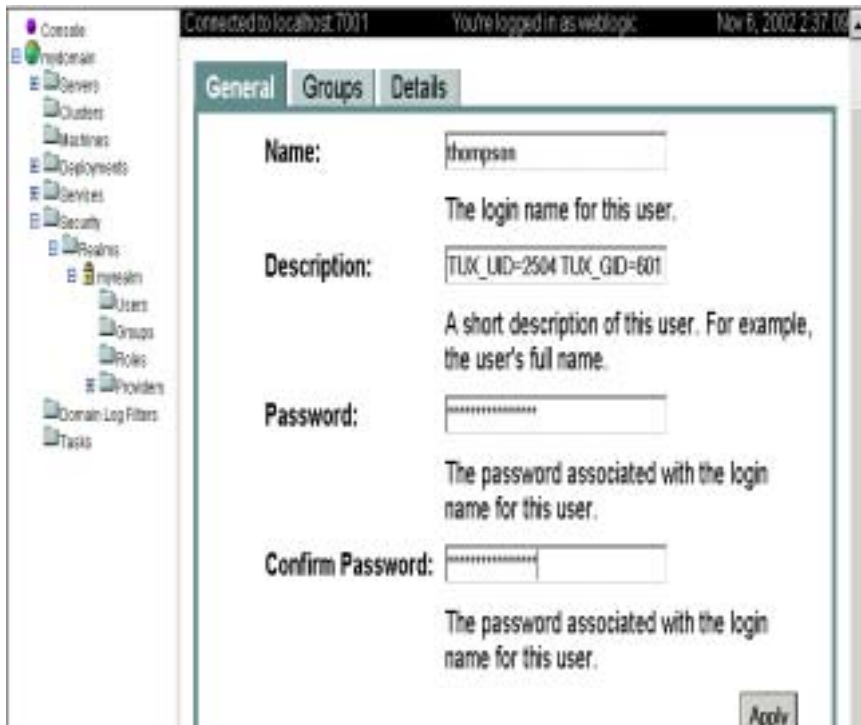 Console
mydomain
Servers
Clusters
Machines
Deployments
Services
Security
Realms
myrealm
Users
Groups
Roles
Providers
Domain Log Filters
Tasks
Connected to localhost:7001 You're logged in as weblogic Nov 6, 2002 2:37:09
General Groups Details
Name: thompson
The login name for this user.
Description: TUX_UID=2504 TUX_GID=601
A short description of this user. For example,
the user's full name.
Password: ****************
The password associated with the login
name for this user.
Confirm Password: ****************
The password associated with the login
name for this user.
Apply